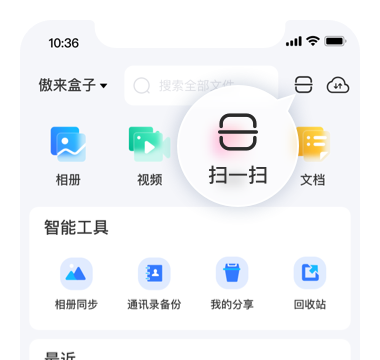 10:36
傲来盒子
搜索全部文件
扫一扫
相册
视频
文档
智能工具
相册同步
通讯录备份
我的分享
回收站
最近